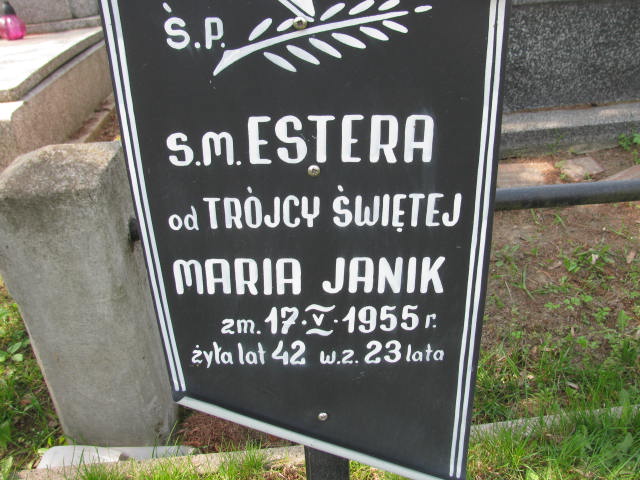 Ś.P.
S.M. ESTERA
od TRÓJCY ŚWIĘTEJ
MARIA JANIK
zm. 17·V·1955 r.
żyła lat 42 w.z. 23 lata